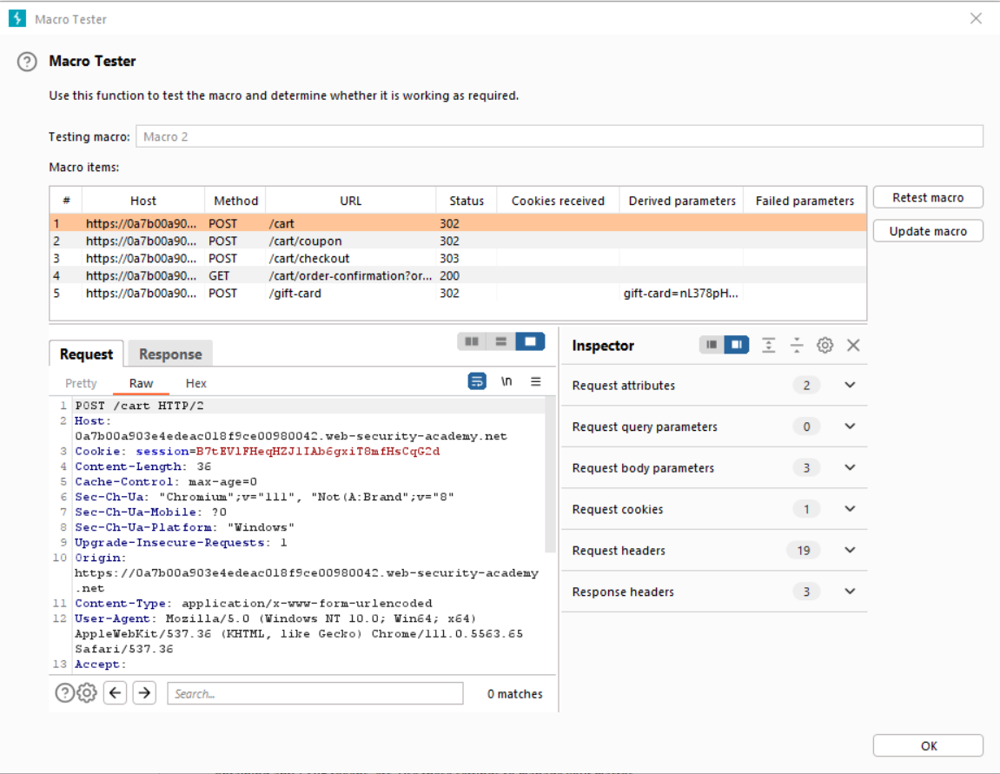 Macro Tester
Macro Tester
Use this function to test the macro and determine whether it is working as required.
Testing macro: Macro 2
Macro items:
# Host Method URL Status Cookies received Derived parameters Failed parameters
1 https://0a7b00a90... POST /cart 302
2 https://0a7b00a90... POST /cart/coupon 302
3 https://0a7b00a90... POST /cart/checkout 303
4 https://0a7b00a90... GET /cart/order-confirmation?or... 200
5 https://0a7b00a90... POST /gift-card 302 gift-card=nL378pH...
Retest macro
Update macro
Request Response
Pretty Raw Hex \n
1 POST /cart HTTP/2
2 Host:
0a7b00a903e4edeac018f9ce00980042.web-security-academy.net
3 Cookie: session=B7tEVlFHeqHZJlIAb6gxiT8mfHsCqG2d
4 Content-Length: 36
5 Cache-Control: max-age=0
6 Sec-Ch-Ua: "Chromium";v="111", "Not(A:Brand";v="8"
7 Sec-Ch-Ua-Mobile: ?0
8 Sec-Ch-Ua-Platform: "Windows"
9 Upgrade-Insecure-Requests: 1
10 Origin:
https://0a7b00a903e4edeac018f9ce00980042.web-security-academy
.net
11 Content-Type: application/x-www-form-urlencoded
12 User-Agent: Mozilla/5.0 (Windows NT 10.0; Win64; x64)
AppleWebKit/537.36 (KHTML, like Gecko) Chrome/111.0.5563.65
Safari/537.36
13 Accept:
Search...
0 matches
Inspector
Request attributes 2
Request query parameters 0
Request body parameters 3
Request cookies 1
Request headers 19
Response headers 3
OK